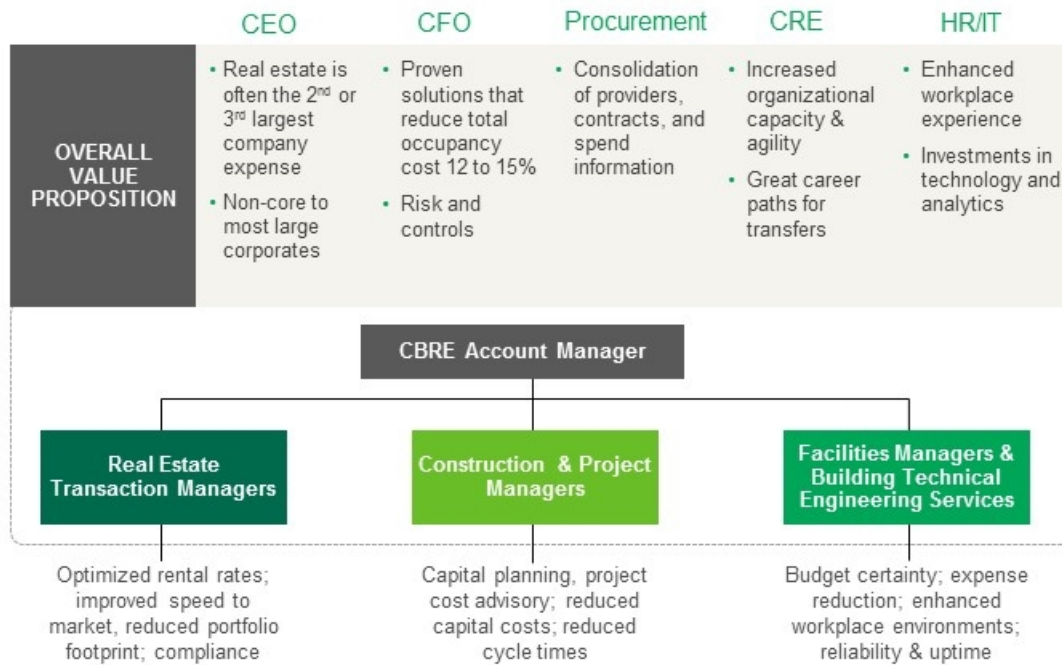 CEO
CFO
Procurement
CRE
HR/IT
OVERALL
VALUE
PROPOSITION
• Real estate is
often the 2nd or
3rd largest
company
expense
• Non-core to
most large
corporates
• Proven
solutions that
reduce total
occupancy
cost 12 to 15%
• Risk and
controls
• Consolidation
of providers,
contracts, and
spend
information
• Increased
organizational
capacity &
agility
• Great career
paths for
transfers
• Enhanced
workplace
experience
• Investments in
technology and
analytics
CBRE Account Manager
Real Estate
Transaction Managers
Construction & Project
Managers
Facilities Managers &
Building Technical
Engineering Services
Optimized rental rates;
improved speed to
market, reduced portfolio
footprint; compliance
Capital planning, project
cost advisory; reduced
capital costs; reduced
cycle times
Budget certainty; expense
reduction; enhanced
workplace environments;
reliability & uptime